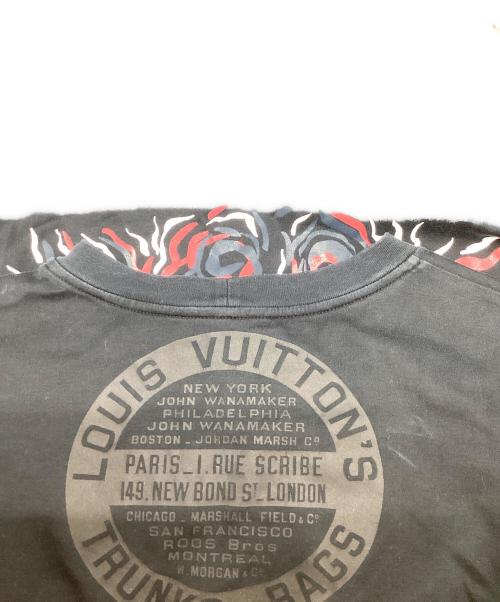 LOUIS VUITTON'S
NEW YORK
JOHN WANAMAKER
PHILADELPHIA
JOHN WANAMAKER
BOSTON - JORDAN MARSH Cº
PARIS_1. RUE SCRIBE
149. NEW BOND ST_LONDON
CHICAGO - MARSHALL FIELD & Cº
SAN FRANCISCO
ROOS Bros
MONTREAL
H. MORGAN & Cº
TRUNKS & BAGS